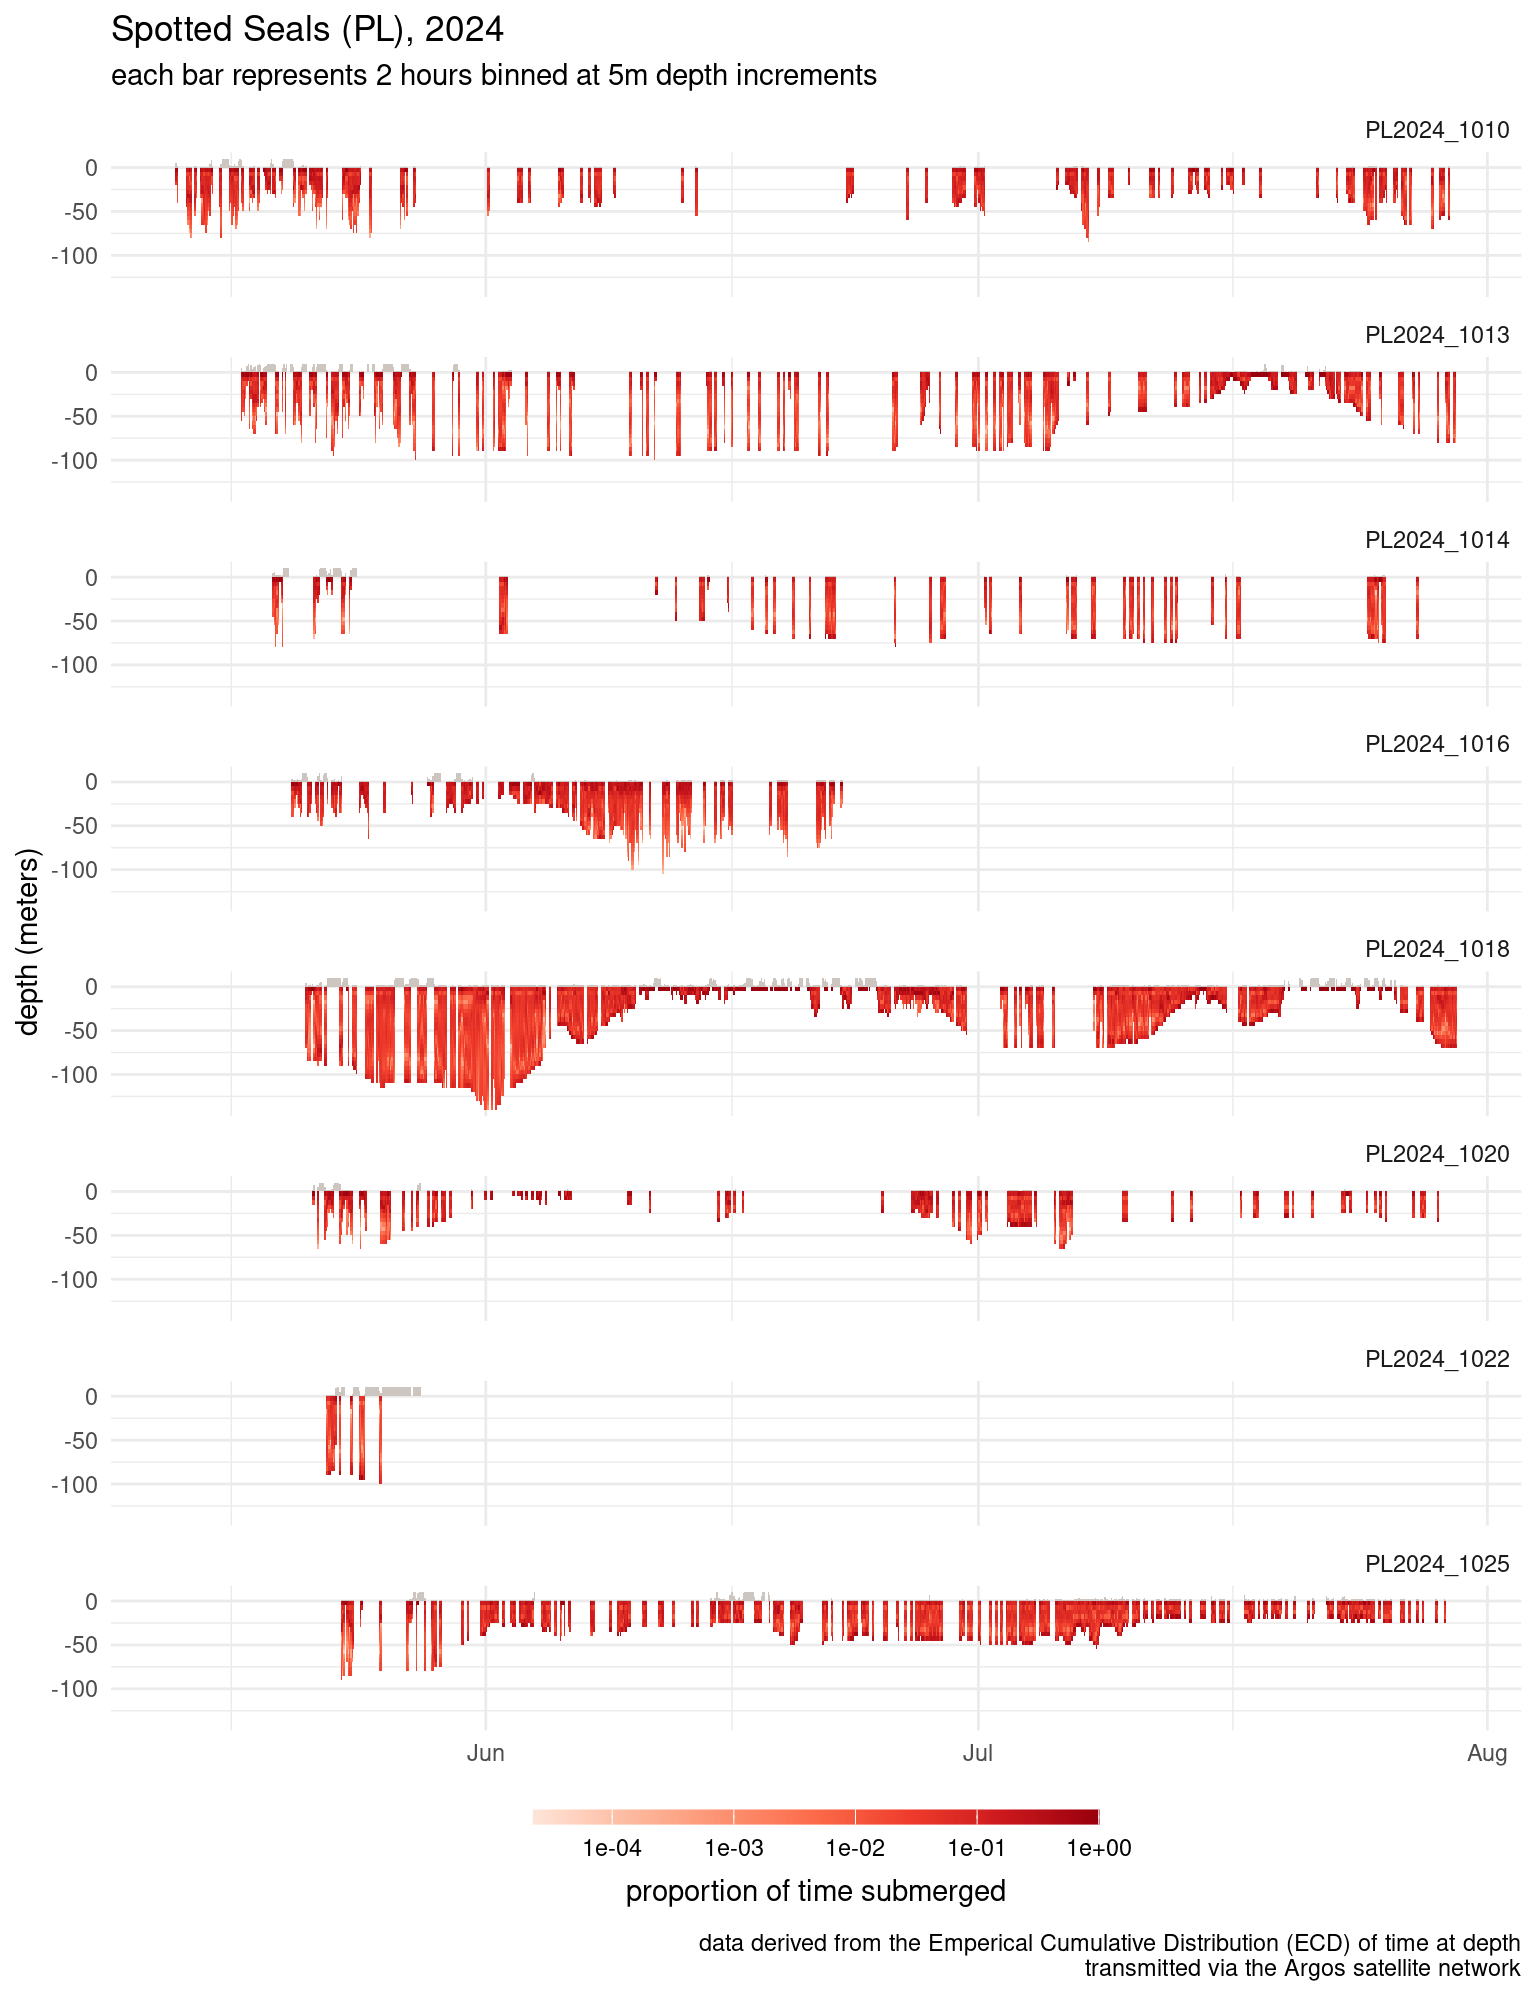 Spotted Seals (PL), 2024
each bar represents 2 hours binned at 5m depth increments
PL2024_1010
0
-50
-100
PL2024_1013
0
-50
-100
PL2024_1014
0
-50
-100
PL2024_1016
0
-50
-100
depth (meters)
PL2024_1018
0
-50
-100
PL2024_1020
0
-50
-100
PL2024_1022
0
-50
-100
PL2024_1025
0
-50
-100
Jun Jul Aug
1e-04 1e-03 1e-02 1e-01 1e+00
proportion of time submerged
data derived from the Emperical Cumulative Distribution (ECD) of time at depth
transmitted via the Argos satellite network